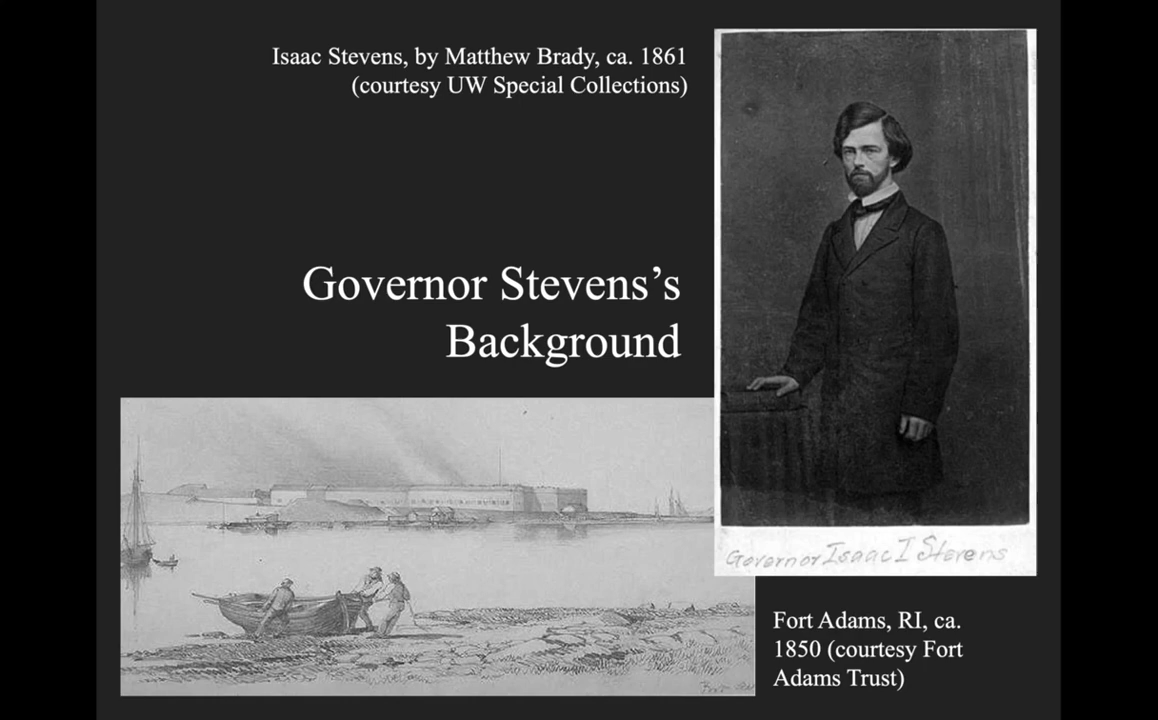 Isaac Stevens, by Matthew Brady, ca. 1861
(courtesy UW Special Collections)
Governor Stevens’s
Background
Governor Isaac I Stevens
Fort Adams, RI, ca.
1850 (courtesy Fort
Adams Trust)